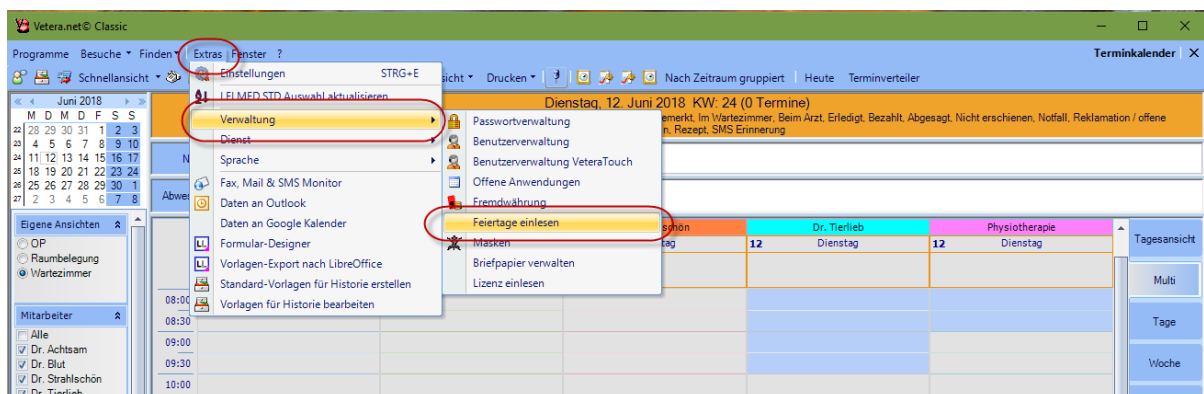 Vetera.net© Classic
Programme Besuche Finden Extras Fenster ?
Terminkalender X
Schnellansicht
Drucken
Nach Zeitraum gruppiert Heute Terminverteiler
Einstellungen STRG+E
LELMED STD Auswahl aktualisieren
Verwaltung
Dienst
Sprache
Fax, Mail & SMS Monitor
Daten an Outlook
Daten an Google Kalender
Formular-Designer
Vorlagen-Export nach LibreOffice
Standard-Vorlagen für Historie erstellen
Vorlagen für Historie bearbeiten
Passwortverwaltung
Benutzerverwaltung
Benutzerverwaltung VeteraTouch
Offene Anwendungen
Fremdwährung
Feiertage einlesen
Masken
Briefpapier verwalten
Lizenz einlesen
Dienstag, 12. Juni 2018 KW: 24 (0 Termine)
emerkt, Im Wartezimmer, Beim Arzt, Erledigt, Bezahlt, Abgesagt, Nicht erschienen, Notfall, Reklamation / offene
n, Rezept, SMS Erinnerung
Juni 2018
M D M D F S S
22 28 29 30 31 1 2 3
23 4 5 6 7 8 9 10
24 11 12 13 14 15 16 17
25 18 19 20 21 22 23 24
26 25 26 27 28 29 30 1
27 2 3 4 5 6 7 8
Eigene Ansichten
OP
Raumbelegung
Wartezimmer
Mitarbeiter
Alle
Dr. Achtsam
Dr. Blut
Dr. Strahlschön
Dr. Tierlieb
N
Abwes
schön Dr. Tierlieb Physiotherapie
tag 12 Dienstag 12 Dienstag
08:00
08:30
09:00
09:30
10:00
Tagesansicht
Multi
Tage
Woche